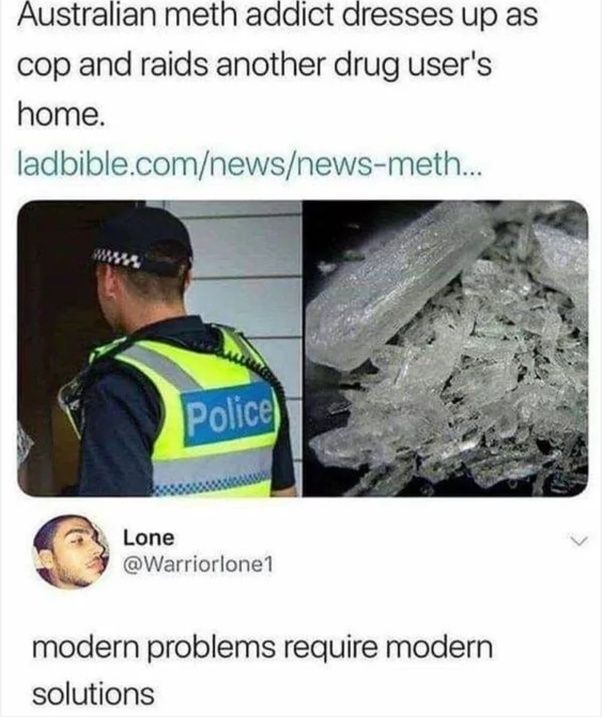 Australian meth addict dresses up as
cop and raids another drug user's
home.
ladbible.com/news/news-meth...
Police
Lone
@Warriorlone1
modern problems require modern
solutions